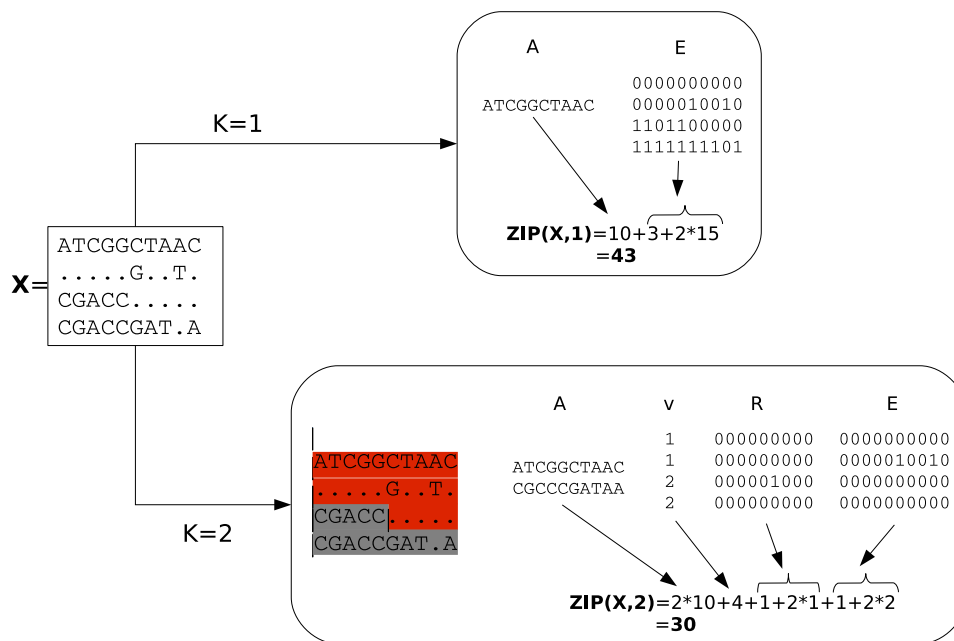 A E
0000000000
ATCGGCTAAC 0000010010
1101100000
1111111101
K=1
ZIP(X,1)=10+3+2*15
=43
X=
ATCGGCTAAC
.....G..T.
CGACC.....
CGACCGAT.A
K=2
A v R E
1 000000000 0000000000
1 000000000 0000010010
2 000001000 0000000000
2 000000000 0000000000
ATCGGCTAAC
CGCCCGATAA
ATCGGCTAAC
.....G..T.
CGACC.....
CGACCGAT.A
ZIP(X,2)=2*10+4+1+2*1+1+2*2
=30